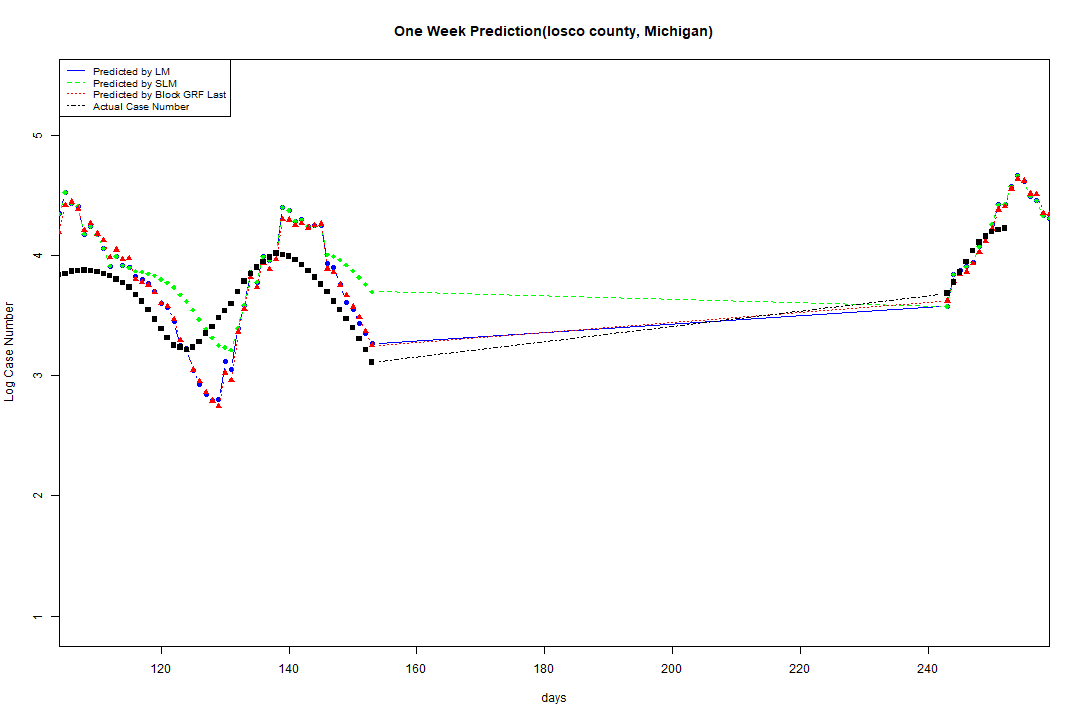 One Week Prediction(Iosco county, Michigan)
Predicted by LM
Predicted by SLM
Predicted by Block GRF Last
Actual Case Number
Log Case Number
5
4
3
2
1
120 140 160 180 200 220 240
days